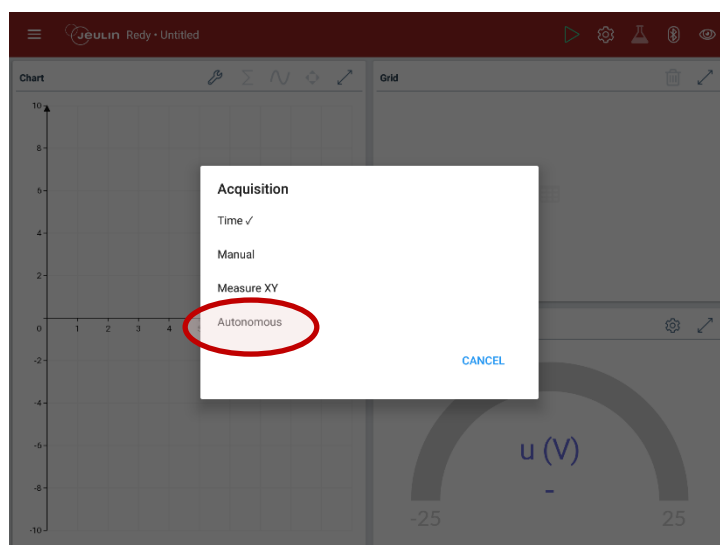 JEULIN Redy • Untitled
Chart
Grid
10
8
6
4
2
0 1 2 3 4
-2
-4
-6
-8
-10
Acquisition
Time ✓
Manual
Measure XY
Autonomous
CANCEL
u (V)
-
-25 25